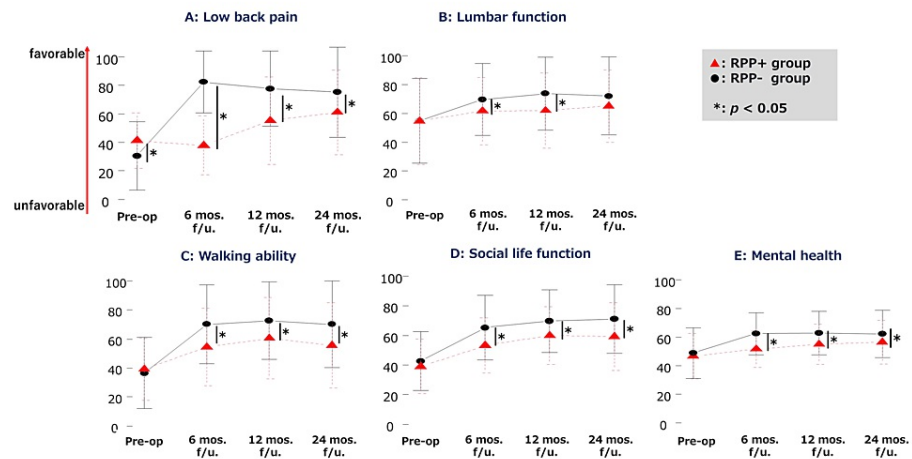 A: Low back pain
B: Lumbar function
favorable
unfavorable
100
80
60
40
20
0
Pre-op
6 mos. f/u.
12 mos. f/u.
24 mos. f/u.
100
80
60
40
20
0
Pre-op
6 mos. f/u.
12 mos. f/u.
24 mos. f/u.
▲: RPP+ group
●: RPP- group
*: p < 0.05
*
*
*
*
*
*
C: Walking ability
D: Social life function
E: Mental health
100
80
60
40
20
0
Pre-op
6 mos. f/u.
12 mos. f/u.
24 mos. f/u.
*
*
*
100
80
60
40
20
0
Pre-op
6 mos. f/u.
12 mos. f/u.
24 mos. f/u.
*
*
*
100
80
60
40
20
0
Pre-op
6 mos. f/u.
12 mos. f/u.
24 mos. f/u.
*
*
*